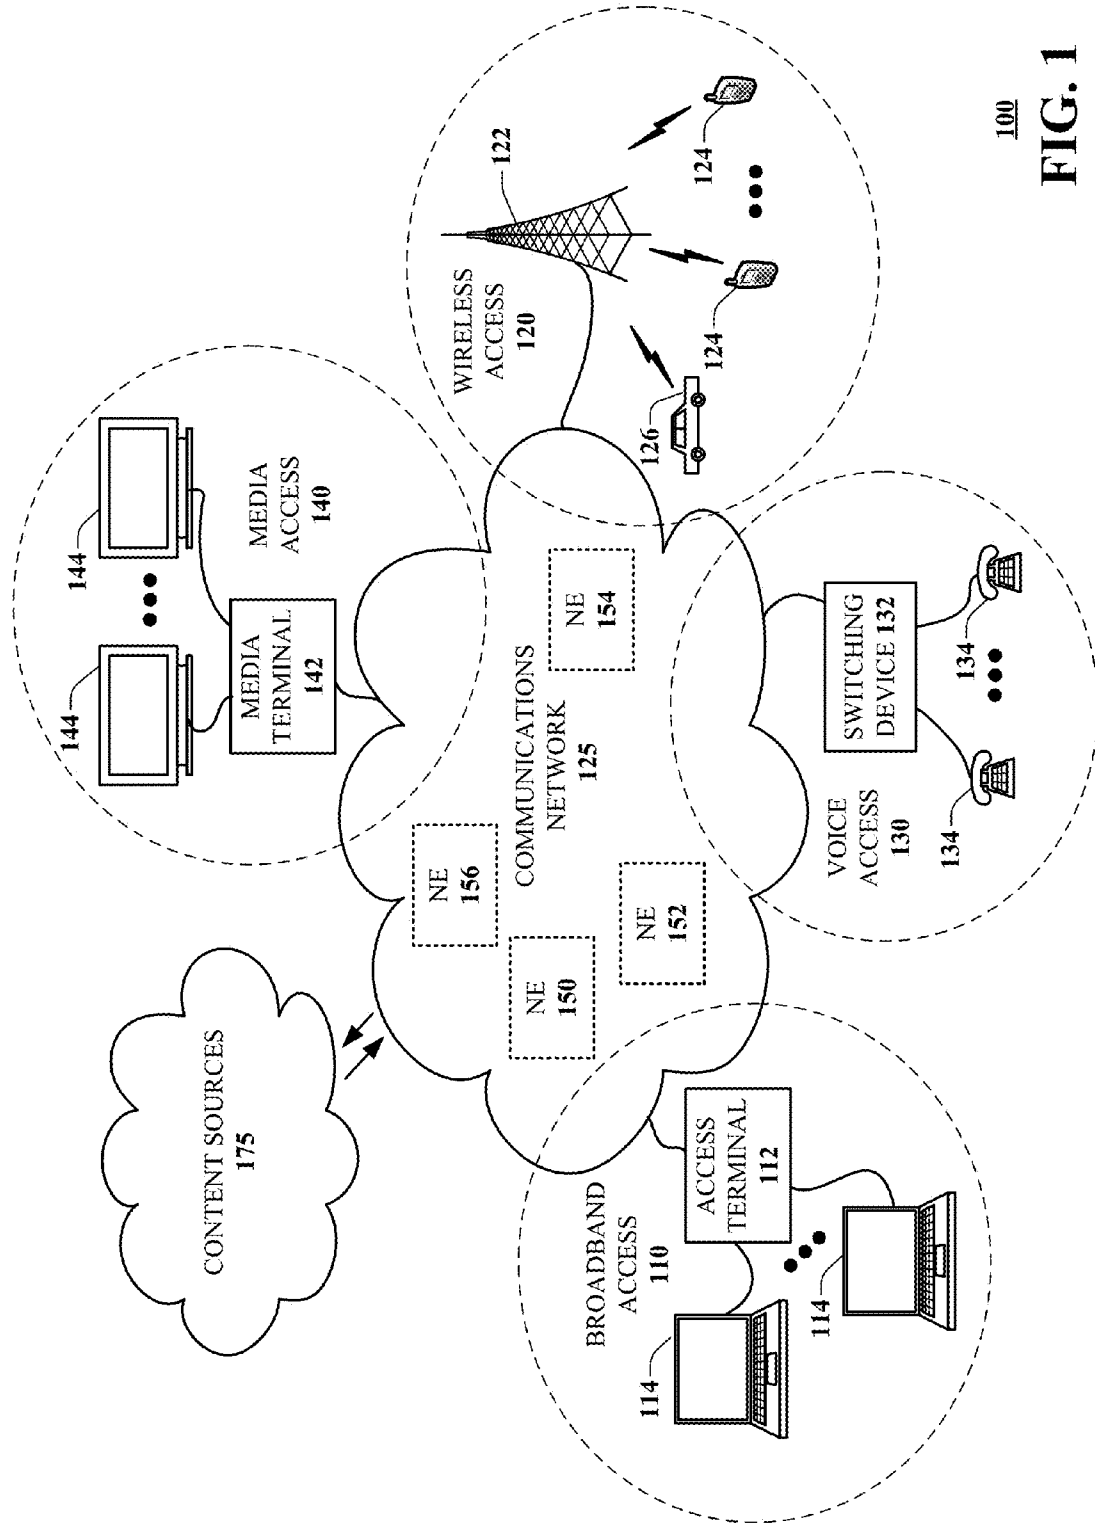 CONTENT SOURCES
175
144
144
MEDIA
TERMINAL
142
MEDIA
ACCESS
140
NE
156
NE
150
COMMUNICATIONS
NETWORK
125
NE
154
NE
152
WIRELESS
ACCESS
120
122
126
124
124
BROADBAND
ACCESS
110
ACCESS
TERMINAL
112
114
114
VOICE
ACCESS
130
SWITCHING
DEVICE 132
134
134
100
FIG. 1